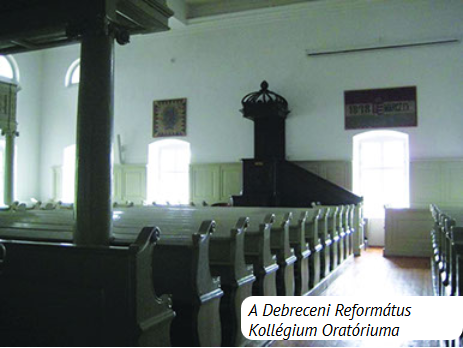 A Debreceni Református
Kollégium Oratóriuma